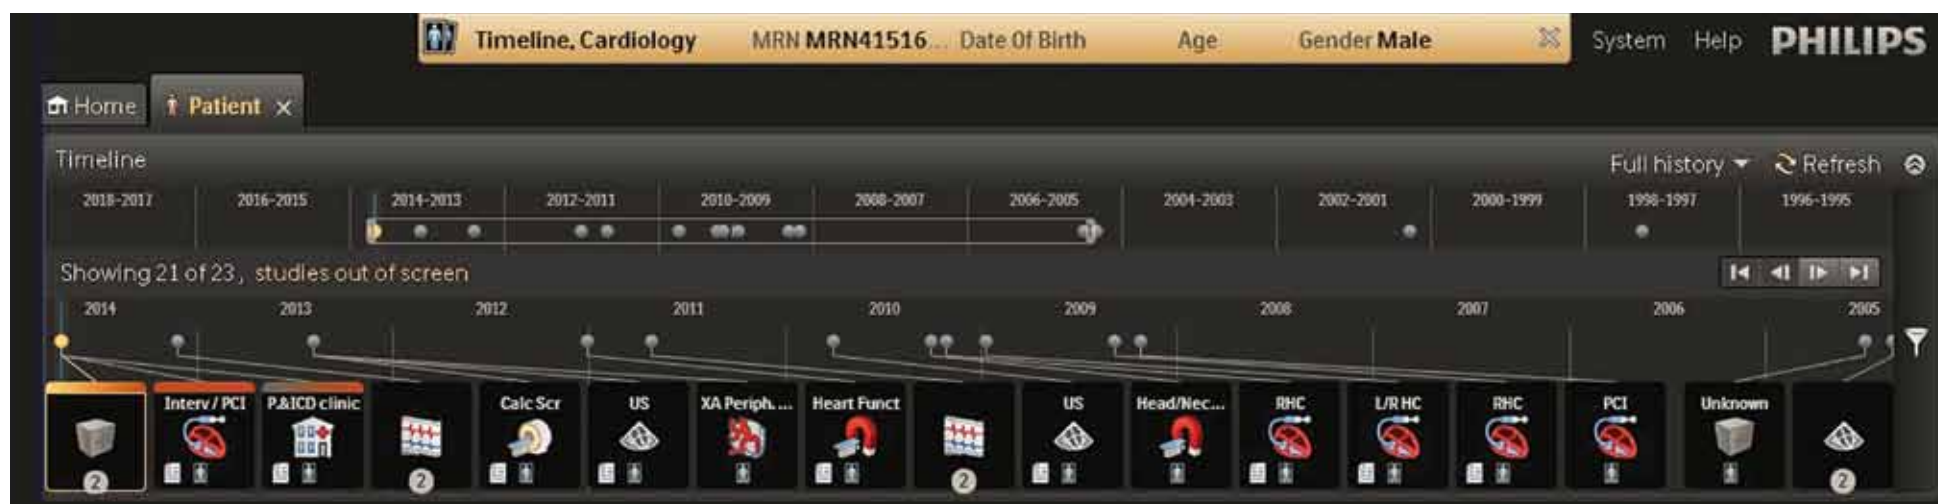 Timeline, Cardiology MRN MRN41516... Date Of Birth Age Gender Male System Help PHILIPS
Home Patient
Timeline Full history Refresh
2018-2017 2016-2015 2014-2013 2012-2011 2010-2009 2008-2007 2006-2005 2004-2003 2002-2001 2000-1999 1998-1997 1996-1995
Showing 21 of 23, studies out of screen
2014 2013 2012 2011 2010 2009 2008 2007 2006 2005
Interv / PCI P.&ICD clinic Calc Scr US XA Periph. ... Heart Funct US Head/Nec... RHC L/R HC RHC PCI Unknown
2 2 2 2